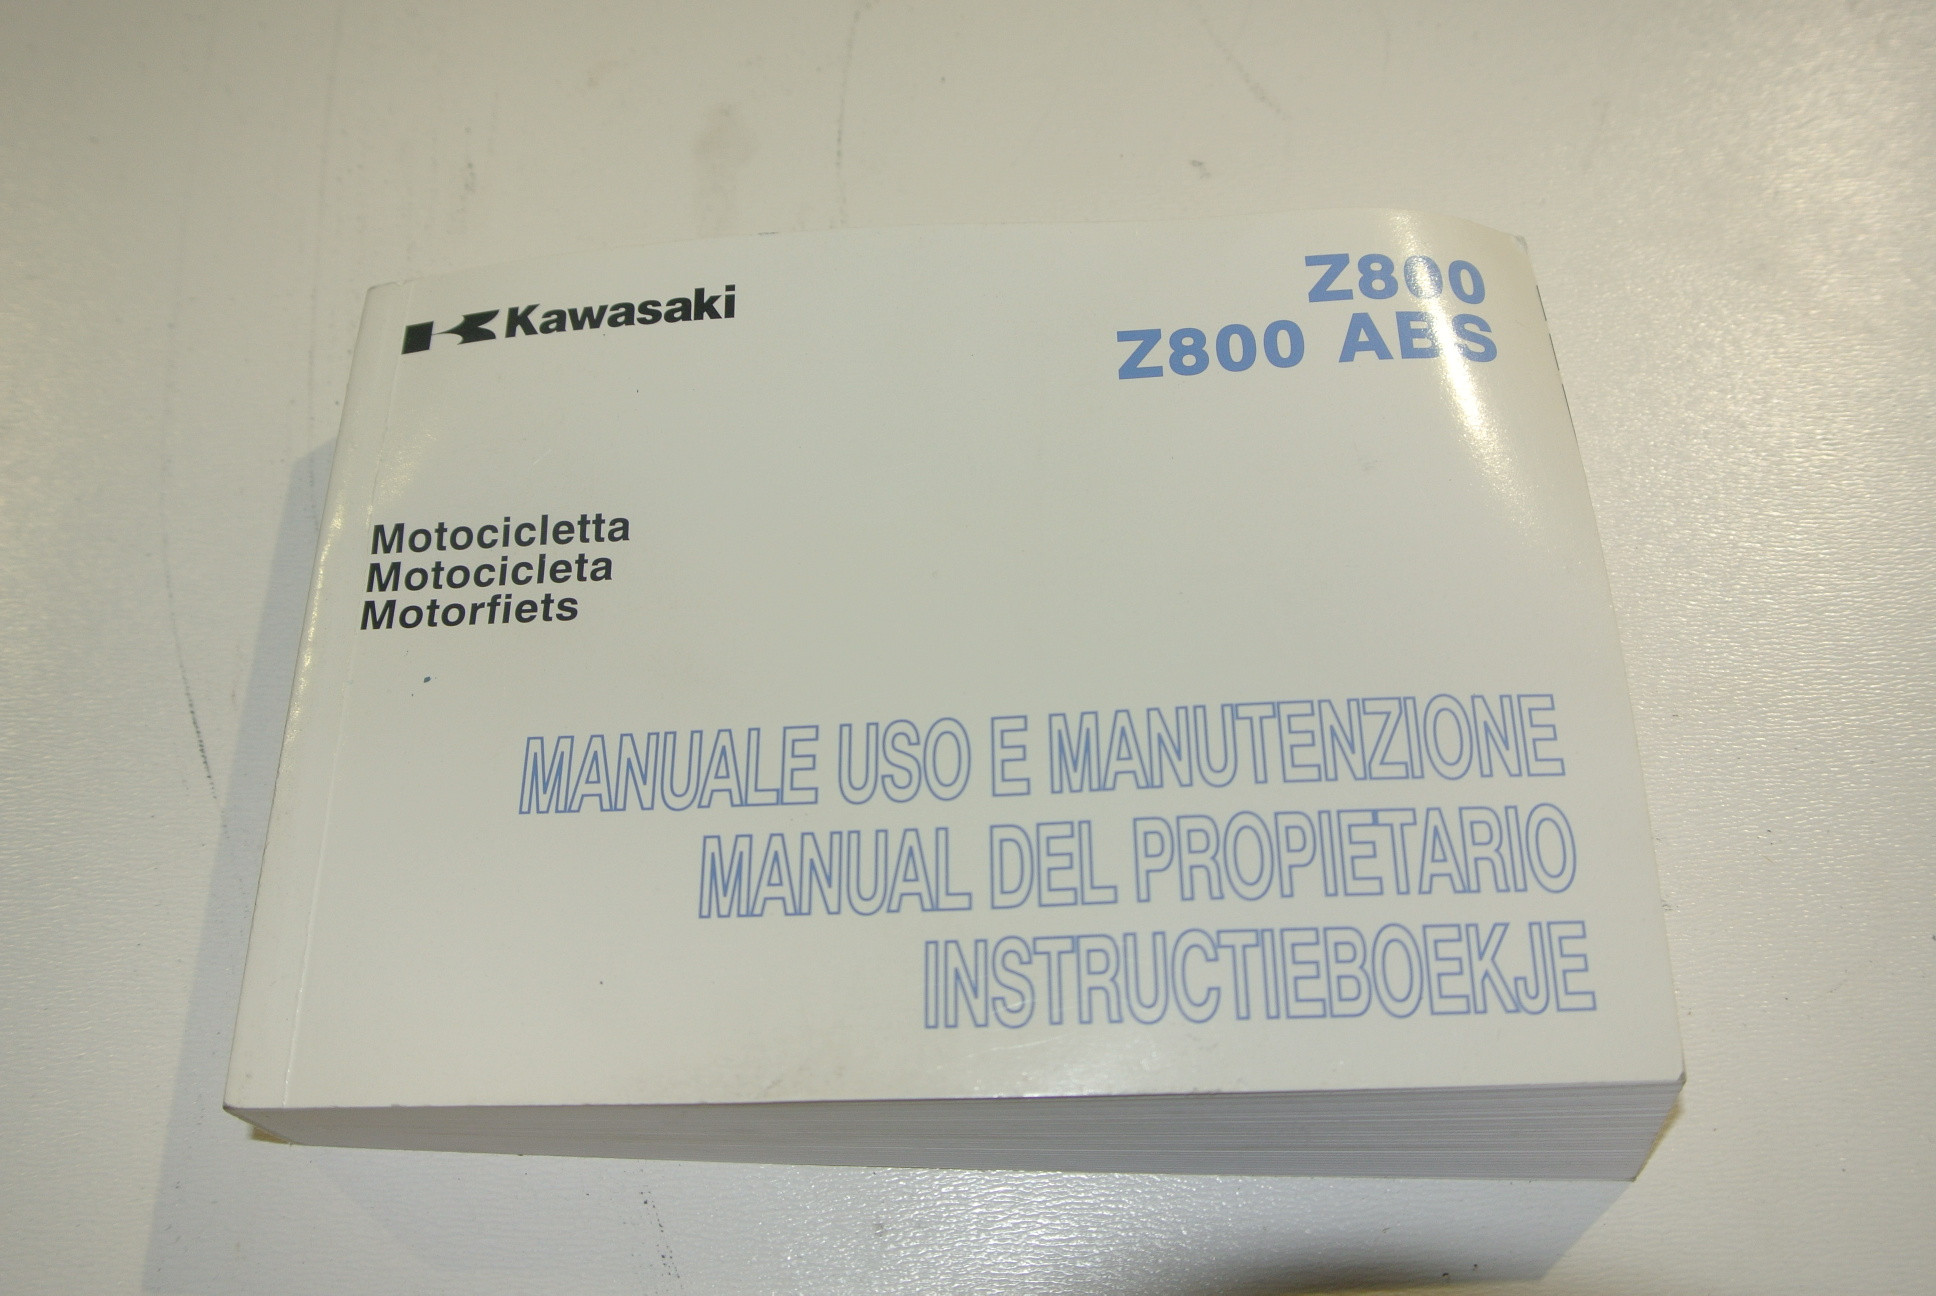 Kawasaki
Z800
Z800 ABS
Motocicletta
Motocicleta
Motorfiets
MANUALE USO E MANUTENZIONE
MANUAL DEL PROPIETARIO
INSTRUCTIEBOEKJE